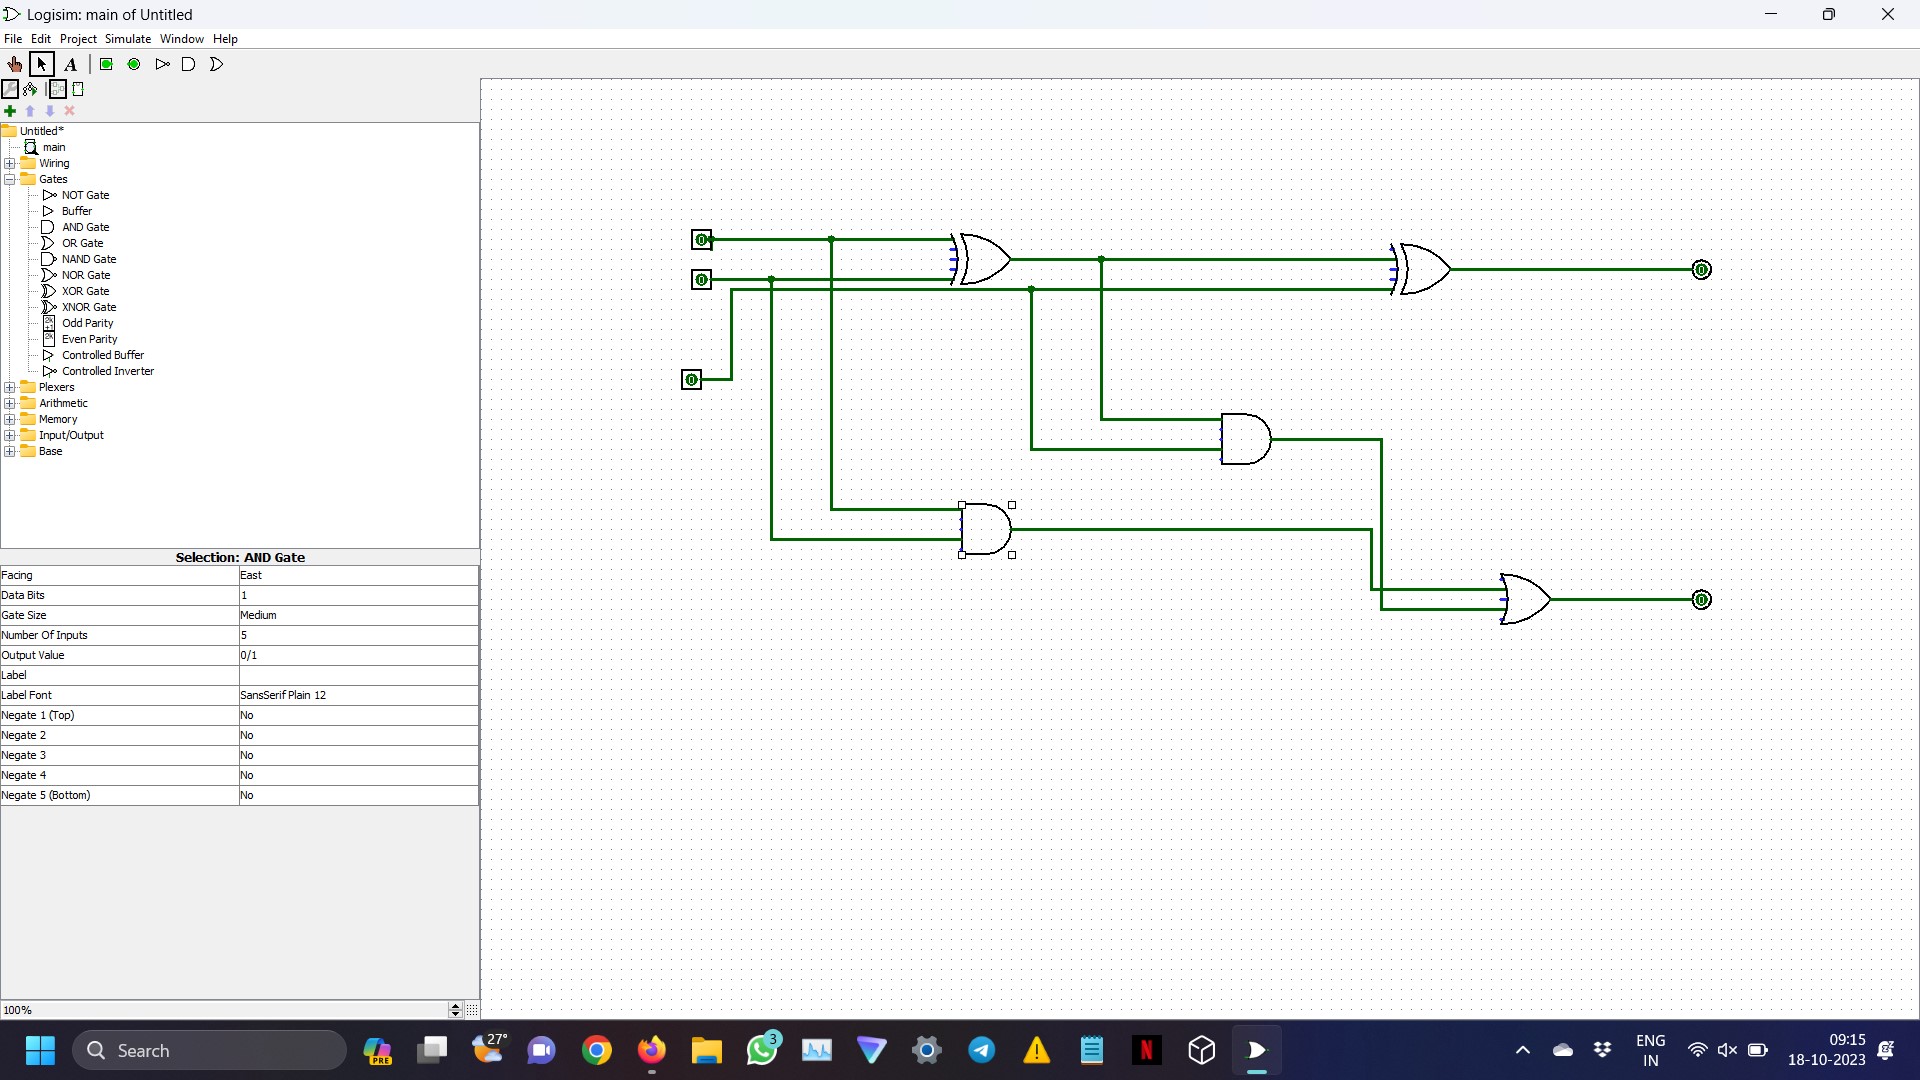 Logisim: main of Untitled
File Edit Project Simulate Window Help
A
Untitled*
main
Wiring
Gates
NOT Gate
Buffer
AND Gate
OR Gate
NAND Gate
NOR Gate
XOR Gate
XNOR Gate
Odd Parity
Even Parity
Controlled Buffer
Controlled Inverter
Plexers
Arithmetic
Memory
Input/Output
Base
Selection: AND Gate
Facing East
Data Bits 1
Gate Size Medium
Number Of Inputs 5
Output Value 0/1
Label
Label Font SansSerif Plain 12
Negate 1 (Top) No
Negate 2 No
Negate 3 No
Negate 4 No
Negate 5 (Bottom) No
100%
0
0
0
0
0
Search
PRE
27°
3
N
ENG
IN
09:15
18-10-2023